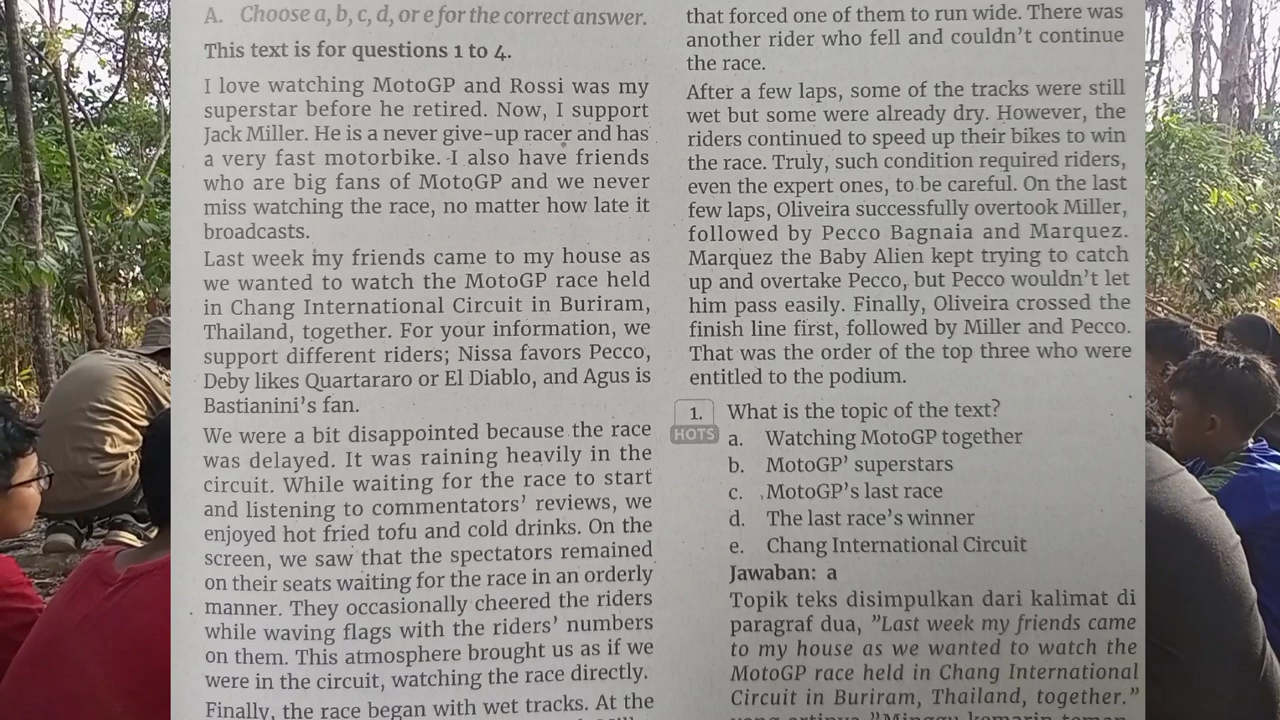 A. Choose a, b, c, d, or e for the correct answer.
This text is for questions 1 to 4.
I love watching MotoGP and Rossi was my
superstar before he retired. Now, I support
Jack Miller. He is a never give-up racer and has
a very fast motorbike. I also have friends
who are big fans of MotoGP and we never
miss watching the race, no matter how late it
broadcasts.
Last week my friends came to my house as
we wanted to watch the MotoGP race held
in Chang International Circuit in Buriram,
Thailand, together. For your information, we
support different riders; Nissa favors Pecco,
Deby likes Quartararo or El Diablo, and Agus is
Bastianini's fan.
We were a bit disappointed because the race
was delayed. It was raining heavily in the
circuit. While waiting for the race to start
and listening to commentators' reviews, we
enjoyed hot fried tofu and cold drinks. On the
screen, we saw that the spectators remained
on their seats waiting for the race in an orderly
manner. They occasionally cheered the riders
while waving flags with the riders' numbers
on them. This atmosphere brought us as if we
were in the circuit, watching the race directly.
Finally, the race began with wet tracks. At the
that forced one of them to run wide. There was
another rider who fell and couldn't continue
the race.
After a few laps, some of the tracks were still
wet but some were already dry. However, the
riders continued to speed up their bikes to win
the race. Truly, such condition required riders,
even the expert ones, to be careful. On the last
few laps, Oliveira successfully overtook Miller,
followed by Pecco Bagnaia and Marquez.
Marquez the Baby Alien kept trying to catch
up and overtake Pecco, but Pecco wouldn't let
him pass easily. Finally, Oliveira crossed the
finish line first, followed by Miller and Pecco.
That was the order of the top three who were
entitled to the podium.
1. What is the topic of the text?
HOTS
a. Watching MotoGP together
b. MotoGP' superstars
c. MotoGP's last race
d. The last race's winner
e. Chang International Circuit
Jawaban: a
Topik teks disimpulkan dari kalimat di
paragraf dua, "Last week my friends came
to my house as we wanted to watch the
MotoGP race held in Chang International
Circuit in Buriram, Thailand, together."